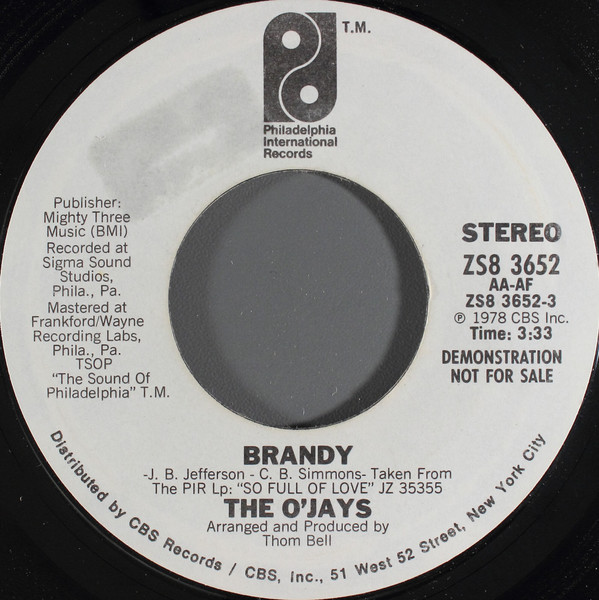 T.M.
Philadelphia
International
Records
Publisher:
Mighty Three
Music (BMI)
Recorded at
Sigma Sound
Studios,
Phila., Pa.
Mastered at
Frankford/Wayne
Recording Labs,
Phila., Pa.
TSOP
“The Sound Of
Philadelphia” T.M.
STEREO
ZS8 3652
AA-AF
ZS8 3652-3
℗ 1978 CBS Inc.
Time: 3:33
DEMONSTRATION
NOT FOR SALE
BRANDY
-J. B. Jefferson - C. B. Simmons- Taken From
The PIR Lp: “SO FULL OF LOVE” JZ 35355
THE O'JAYS
Arranged and Produced by
Thom Bell
Distributed by CBS Records / CBS, Inc., 51 West 52 Street, New York City